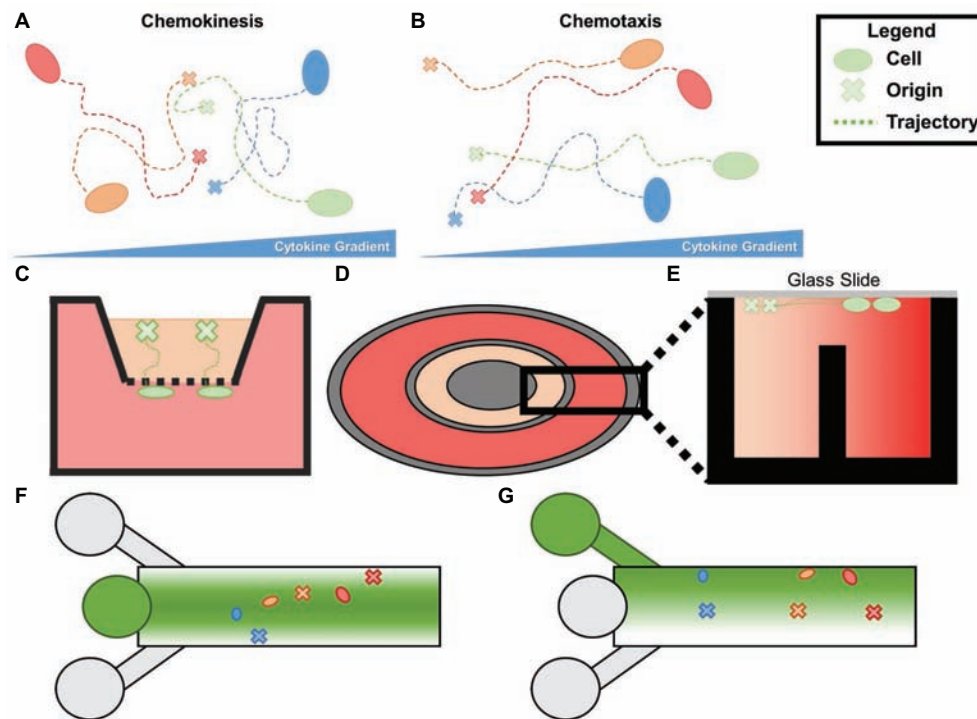 A
Chemokinesis
B
Chemotaxis
Legend
Cell
Origin
Trajectory
Cytokine Gradient
Cytokine Gradient
C
D
E
Glass Slide
F
G